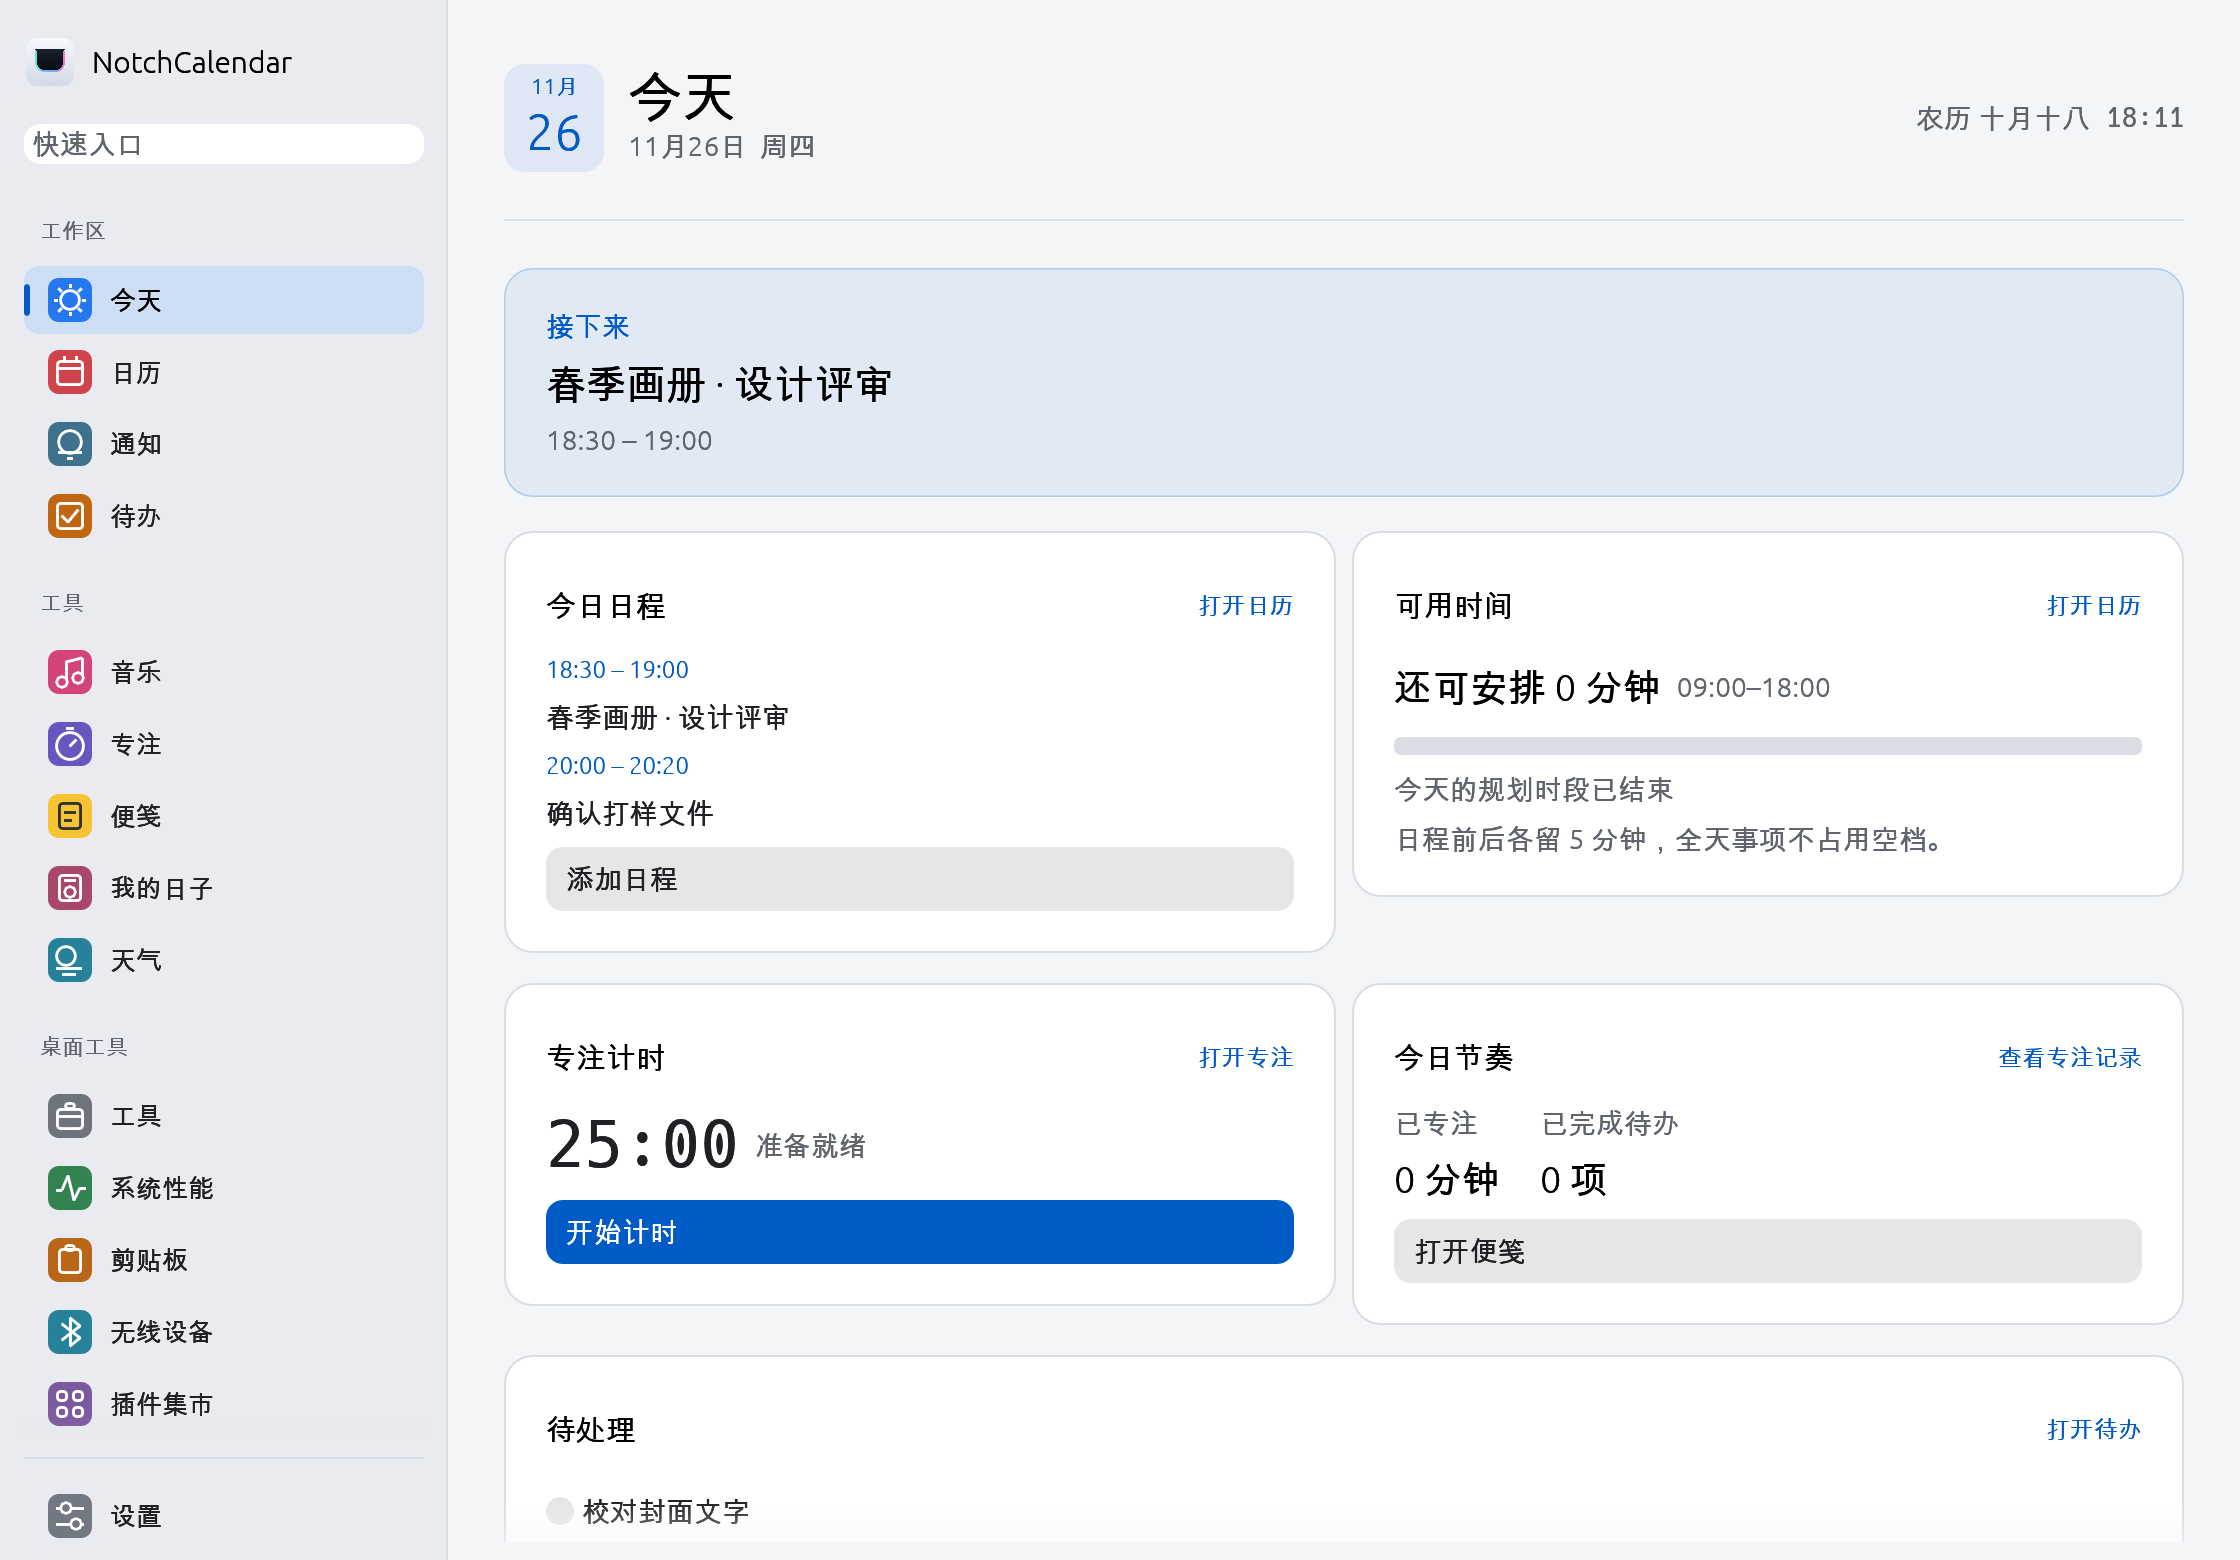 NotchCalendar
快速入口
工作区
今天
日历
通知
待办
工具
音乐
专注
便笺
我的日子
天气
桌面工具
工具
系统性能
剪贴板
无线设备
插件集市
设置
11月
26
今天
11月26日 周四
农历 十月十八 18:11
接下来
春季画册 · 设计评审
18:30 – 19:00
今日日程
打开日历
18:30 – 19:00
春季画册 · 设计评审
20:00 – 20:20
确认打样文件
添加日程
可用时间
打开日历
还可安排 0 分钟 09:00–18:00
今天的规划时段已结束
日程前后各留 5 分钟，全天事项不占用空档。
专注计时
打开专注
25:00 准备就绪
开始计时
今日节奏
查看专注记录
已专注 已完成待办
0 分钟 0 项
打开便笺
待处理
打开待办
校对封面文字